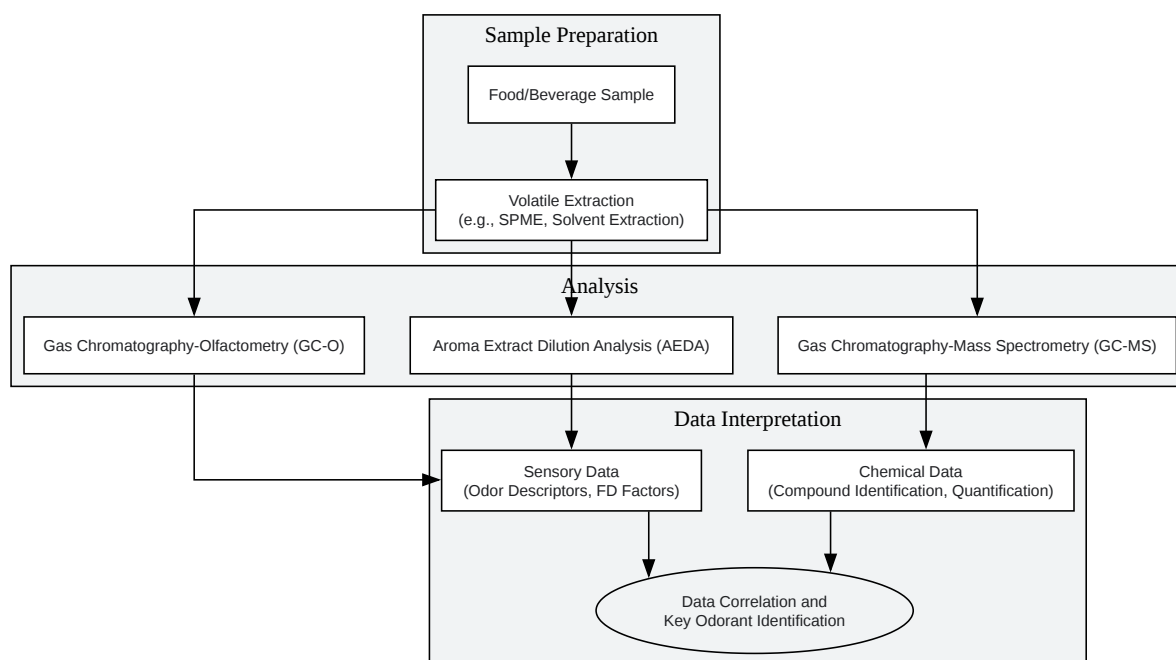 Sample Preparation
Food/Beverage Sample
Volatile Extraction
(e.g., SPME, Solvent Extraction)
Analysis
Gas Chromatography-Olfactometry (GC-O)
Aroma Extract Dilution Analysis (AEDA)
Gas Chromatography-Mass Spectrometry (GC-MS)
Data Interpretation
Sensory Data
(Odor Descriptors, FD Factors)
Chemical Data
(Compound Identification, Quantification)
Data Correlation and
Key Odorant Identification